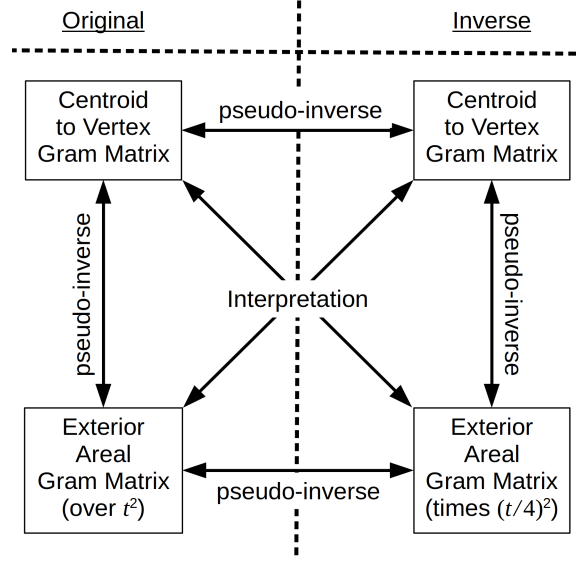 Original
Inverse
Centroid
to Vertex
Gram Matrix
pseudo-inverse
Centroid
to Vertex
Gram Matrix
pseudo-inverse
Interpretation
pseudo-inverse
Exterior
Areal
Gram Matrix
(over t²)
pseudo-inverse
Exterior
Areal
Gram Matrix
(times (t/4)²)